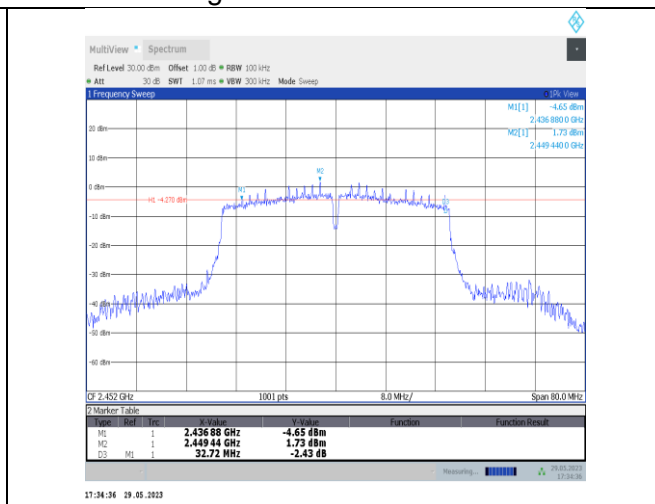 MultiView Spectrum
Ref Level 30.00 dBm Offset 1.00 dB RBW 100 kHz
Att 30 dB SWT 1.07 ms VBW 300 kHz Mode Sweep
1 Frequency Sweep 1Pk View
M1[1] -4.65 dBm
2.436 880 0 GHz
M2[1] 1.73 dBm
2.449 440 0 GHz
20 dBm
10 dBm
M2
0 dBm
M1
H1 -4.270 dBm
-10 dBm
-20 dBm
-30 dBm
-40 dBm
-50 dBm
-60 dBm
CF 2.452 GHz 1001 pts 8.0 MHz/ Span 80.0 MHz
2 Marker Table
Type Ref Trc X-Value Y-Value Function Function Result
M1 1 2.436 88 GHz -4.65 dBm
M2 1 2.449 44 GHz 1.73 dBm
D3 M1 1 32.72 MHz -2.43 dB
Measuring... 29.05.2023
17:34:36
17:34:36 29.05.2023